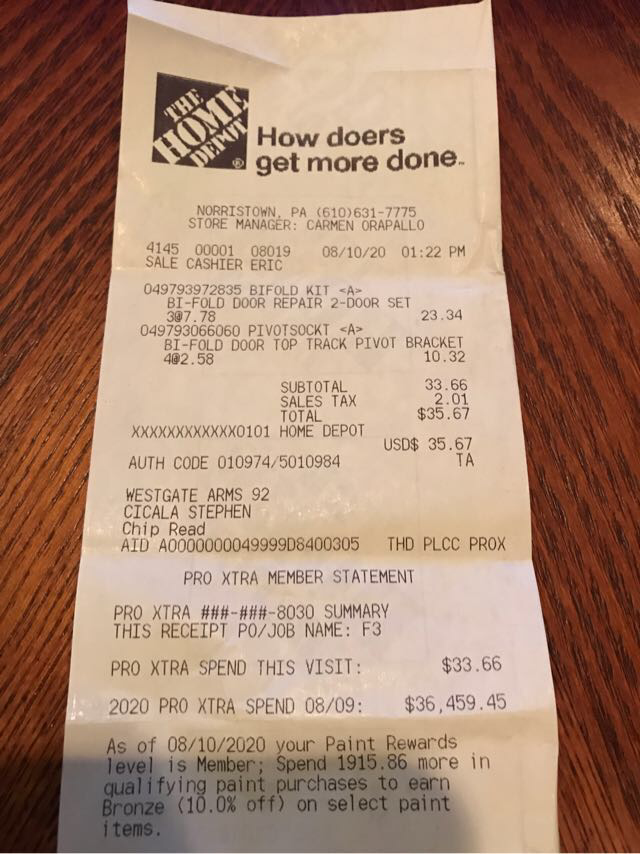 THE
HOME
DEPOT
®
How doers
get more done.™
NORRISTOWN, PA (610)631-7775
STORE MANAGER: CARMEN ORAPALLO
4145 00001 08019 08/10/20 01:22 PM
SALE CASHIER ERIC
049793972835 BIFOLD KIT <A>
BI-FOLD DOOR REPAIR 2-DOOR SET
3@7.78 23.34
049793066060 PIVOTSOCKT <A>
BI-FOLD DOOR TOP TRACK PIVOT BRACKET
4@2.58 10.32
SUBTOTAL 33.66
SALES TAX 2.01
TOTAL $35.67
XXXXXXXXXXXX0101 HOME DEPOT
USD$ 35.67
AUTH CODE 010974/5010984 TA
WESTGATE ARMS 92
CICALA STEPHEN
Chip Read
AID A0000000049999D8400305 THD PLCC PROX
PRO XTRA MEMBER STATEMENT
PRO XTRA ###-###-8030 SUMMARY
THIS RECEIPT PO/JOB NAME: F3
PRO XTRA SPEND THIS VISIT: $33.66
2020 PRO XTRA SPEND 08/09: $36,459.45
As of 08/10/2020 your Paint Rewards
level is Member; Spend 1915.86 more in
qualifying paint purchases to earn
Bronze (10.0% off) on select paint
items.